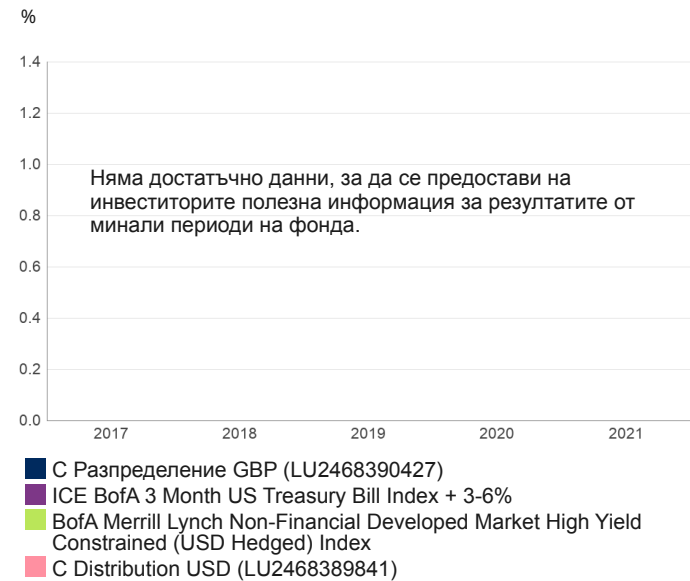 %
1.4
1.2
1.0
Няма достатъчно данни, за да се предостави на
инвеститорите полезна информация за резултатите от
минали периоди на фонда.
0.8
0.6
0.4
0.2
0.0
2017 2018 2019 2020 2021
C Разпределение GBP (LU2468390427)
ICE BofA 3 Month US Treasury Bill Index + 3-6%
BofA Merrill Lynch Non-Financial Developed Market High Yield
Constrained (USD Hedged) Index
C Distribution USD (LU2468389841)